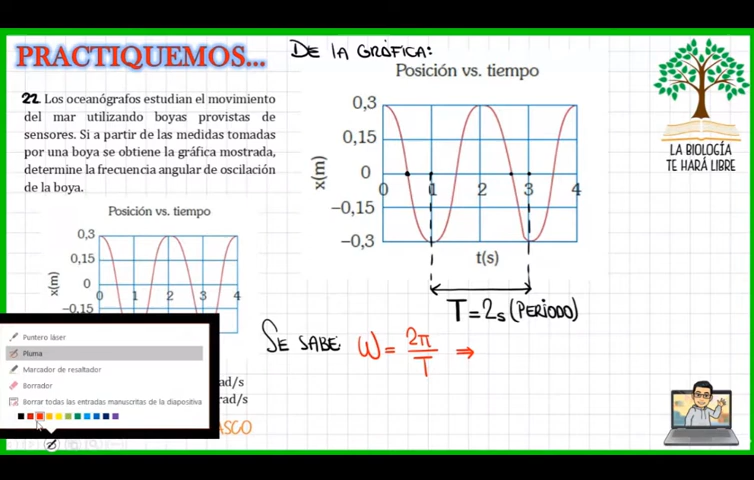 PRACTIQUEMOS...
22. Los oceanógrafos estudian el movimiento
del mar utilizando boyas provistas de
sensores. Si a partir de las medidas tomadas
por una boya se obtiene la gráfica mostrada,
determine la frecuencia angular de oscilación
de la boya.
Posición vs. tiempo
x(m)
0,3
0,15
0
−0,15
0 1 2 3 4
Puntero láser
Pluma
Marcador de resaltador
Borrador
Borrar todas las entradas manuscritas de la diapositiva
ad/s
rad/s
ASCO
DE LA GRÁFICA:
Posición vs. tiempo
x(m)
0,3
0,15
0
−0,15
−0,3
0 1 2 3 4
t(s)
T = 2s (PERIODO)
SE SABE ω = 2π/T ⇒
LA BIOLOGÍA
TE HARÁ LIBRE